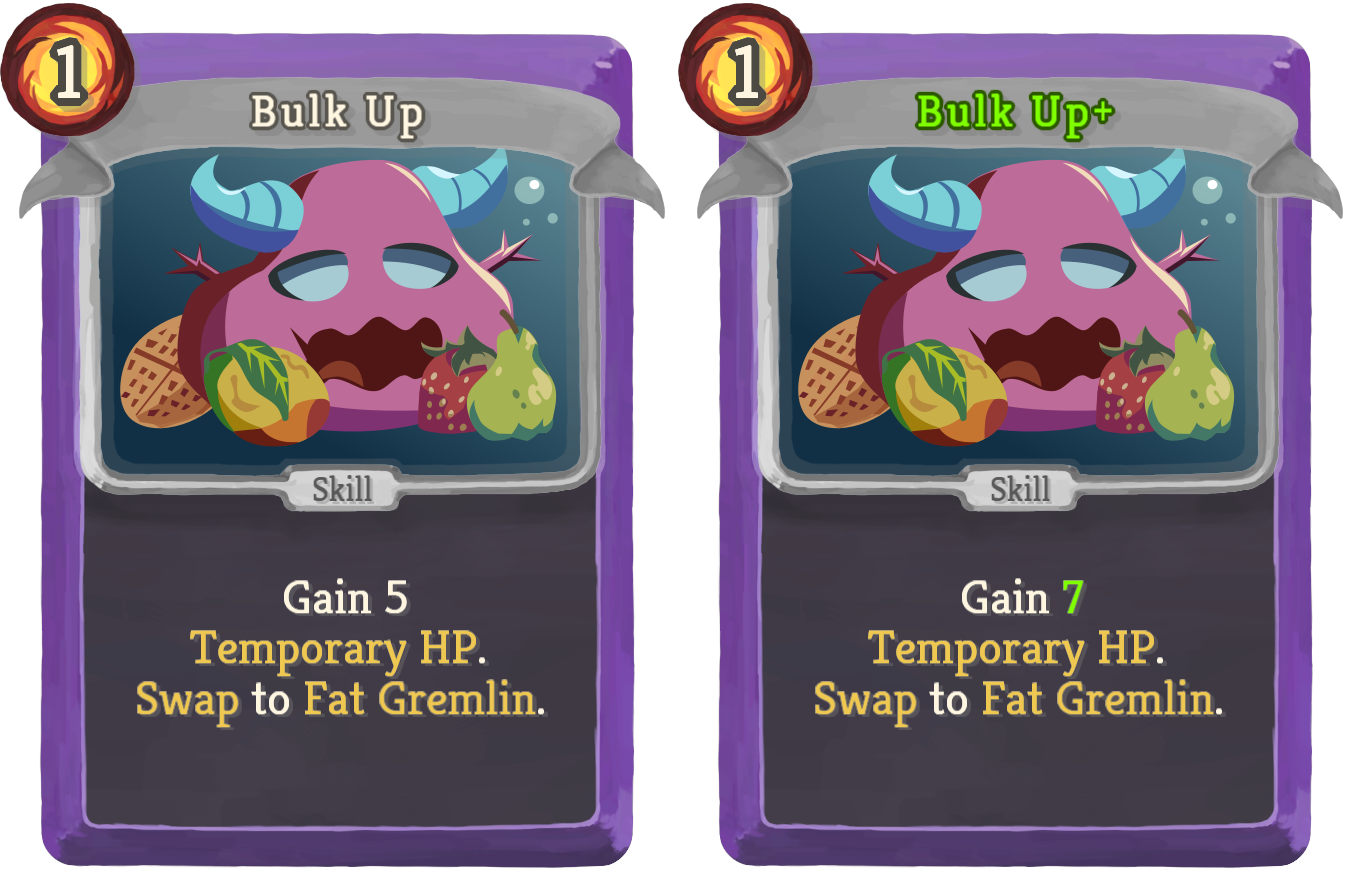 1
Bulk Up
Skill
Gain 5
Temporary HP.
Swap to Fat Gremlin.
1
Bulk Up+
Skill
Gain 7
Temporary HP.
Swap to Fat Gremlin.